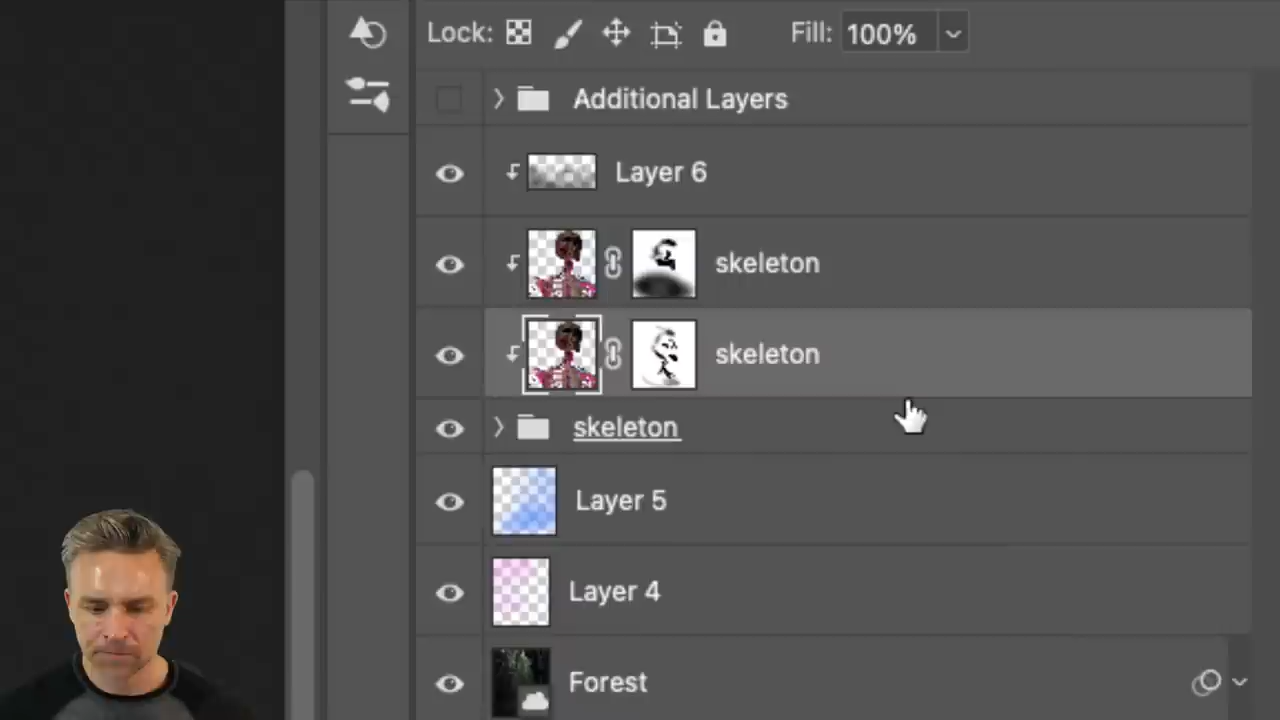 Lock: Fill: 100%
Additional Layers
Layer 6
skeleton
skeleton
skeleton
Layer 5
Layer 4
Forest